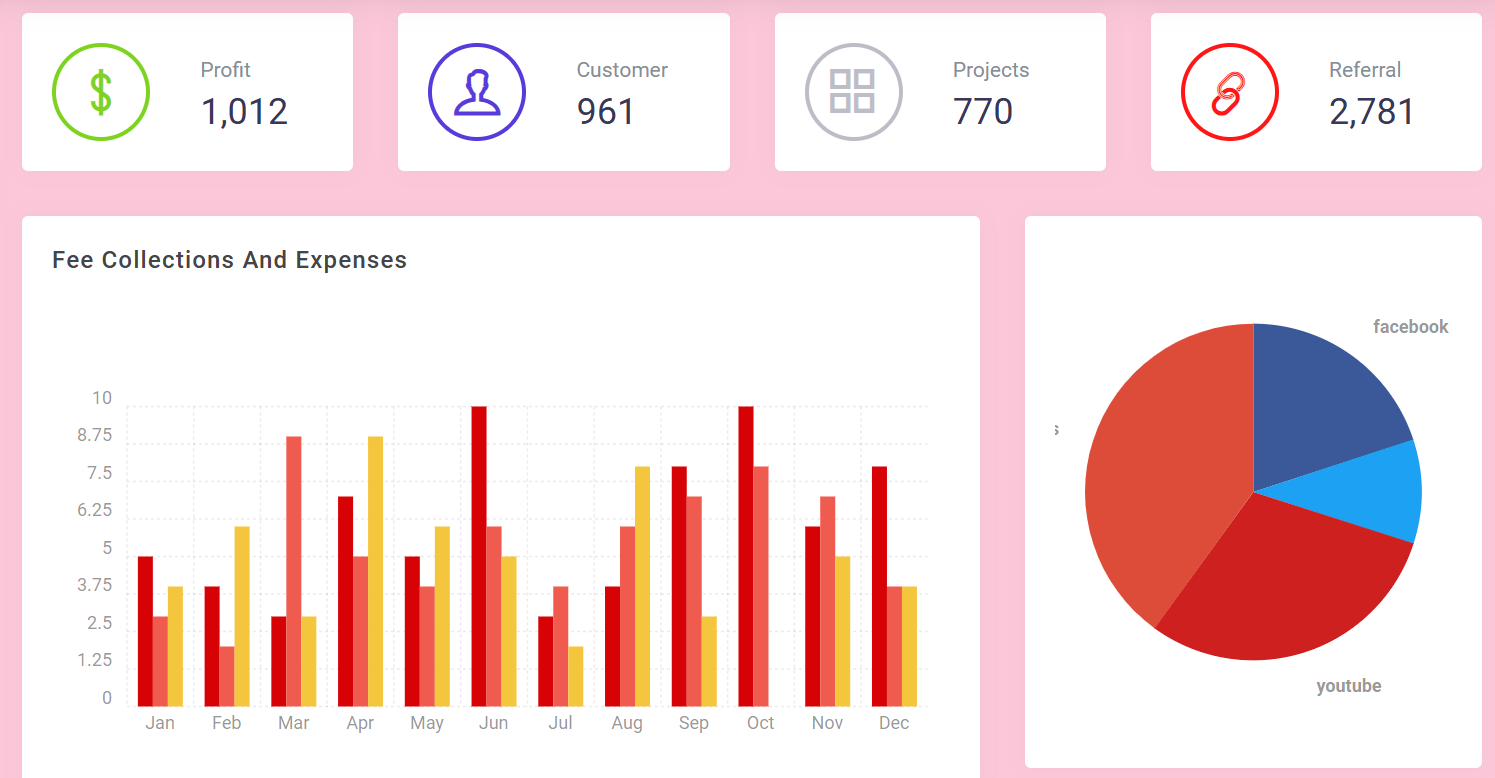 Profit
1,012
Customer
961
Projects
770
Referral
2,781
Fee Collections And Expenses
10
8.75
7.5
6.25
5
3.75
2.5
1.25
0
Jan Feb Mar Apr May Jun Jul Aug Sep Oct Nov Dec
facebook
s
youtube